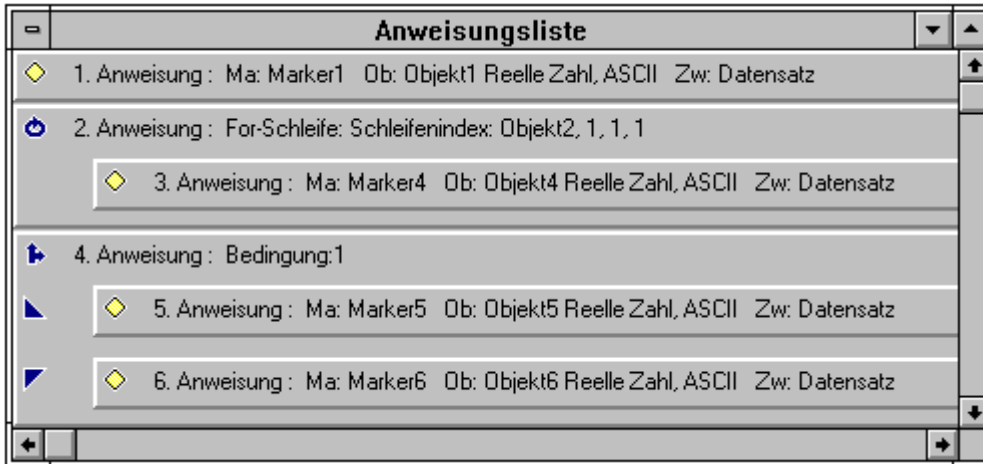 Anweisungsliste
1. Anweisung : Ma: Marker1 Ob: Objekt1 Reelle Zahl, ASCII Zw: Datensatz
2. Anweisung : For-Schleife: Schleifenindex: Objekt2, 1, 1, 1
3. Anweisung : Ma: Marker4 Ob: Objekt4 Reelle Zahl, ASCII Zw: Datensatz
4. Anweisung : Bedingung:1
5. Anweisung : Ma: Marker5 Ob: Objekt5 Reelle Zahl, ASCII Zw: Datensatz
6. Anweisung : Ma: Marker6 Ob: Objekt6 Reelle Zahl, ASCII Zw: Datensatz